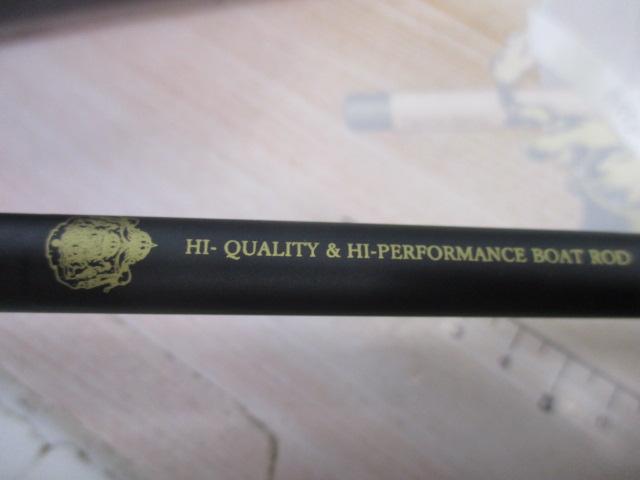 HI- QUALITY & HI-PERFORMANCE BOAT ROD